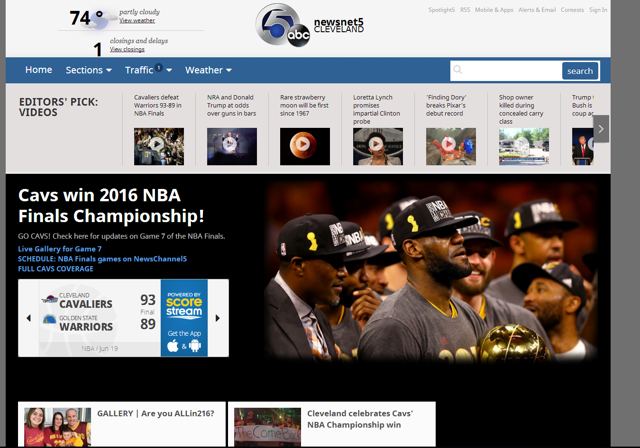 74°
partly cloudy
View weather
1
closings and delays
View closings
5
abc
newsnet5
CLEVELAND
Spotlight5 RSS Mobile & Apps Alerts & Email Contests Sign In
Home Sections Traffic 1 Weather
search
EDITORS' PICK:
VIDEOS
Cavaliers defeat
Warriors 93-89 in
NBA Finals
NRA and Donald
Trump at odds
over guns in bars
Rare strawberry
moon will be first
since 1967
Loretta Lynch
promises
impartial Clinton
probe
'Finding Dory'
breaks Pixar's
debut record
Shop owner
killed during
concealed carry
class
Trump
Bush is
coup
Cavs win 2016 NBA
Finals Championship!
GO CAVS! Check here for updates on Game 7 of the NBA Finals.
Live Gallery for Game 7
SCHEDULE: NBA Finals games on NewsChannel5
FULL CAVS COVERAGE
CLEVELAND
CAVALIERS
93
Final
GOLDEN STATE
WARRIORS
89
NBA / Jun 19
POWERED BY
score
stream
Get the App
&
GALLERY | Are you ALLin216?
Cleveland celebrates Cavs'
NBA Championship win